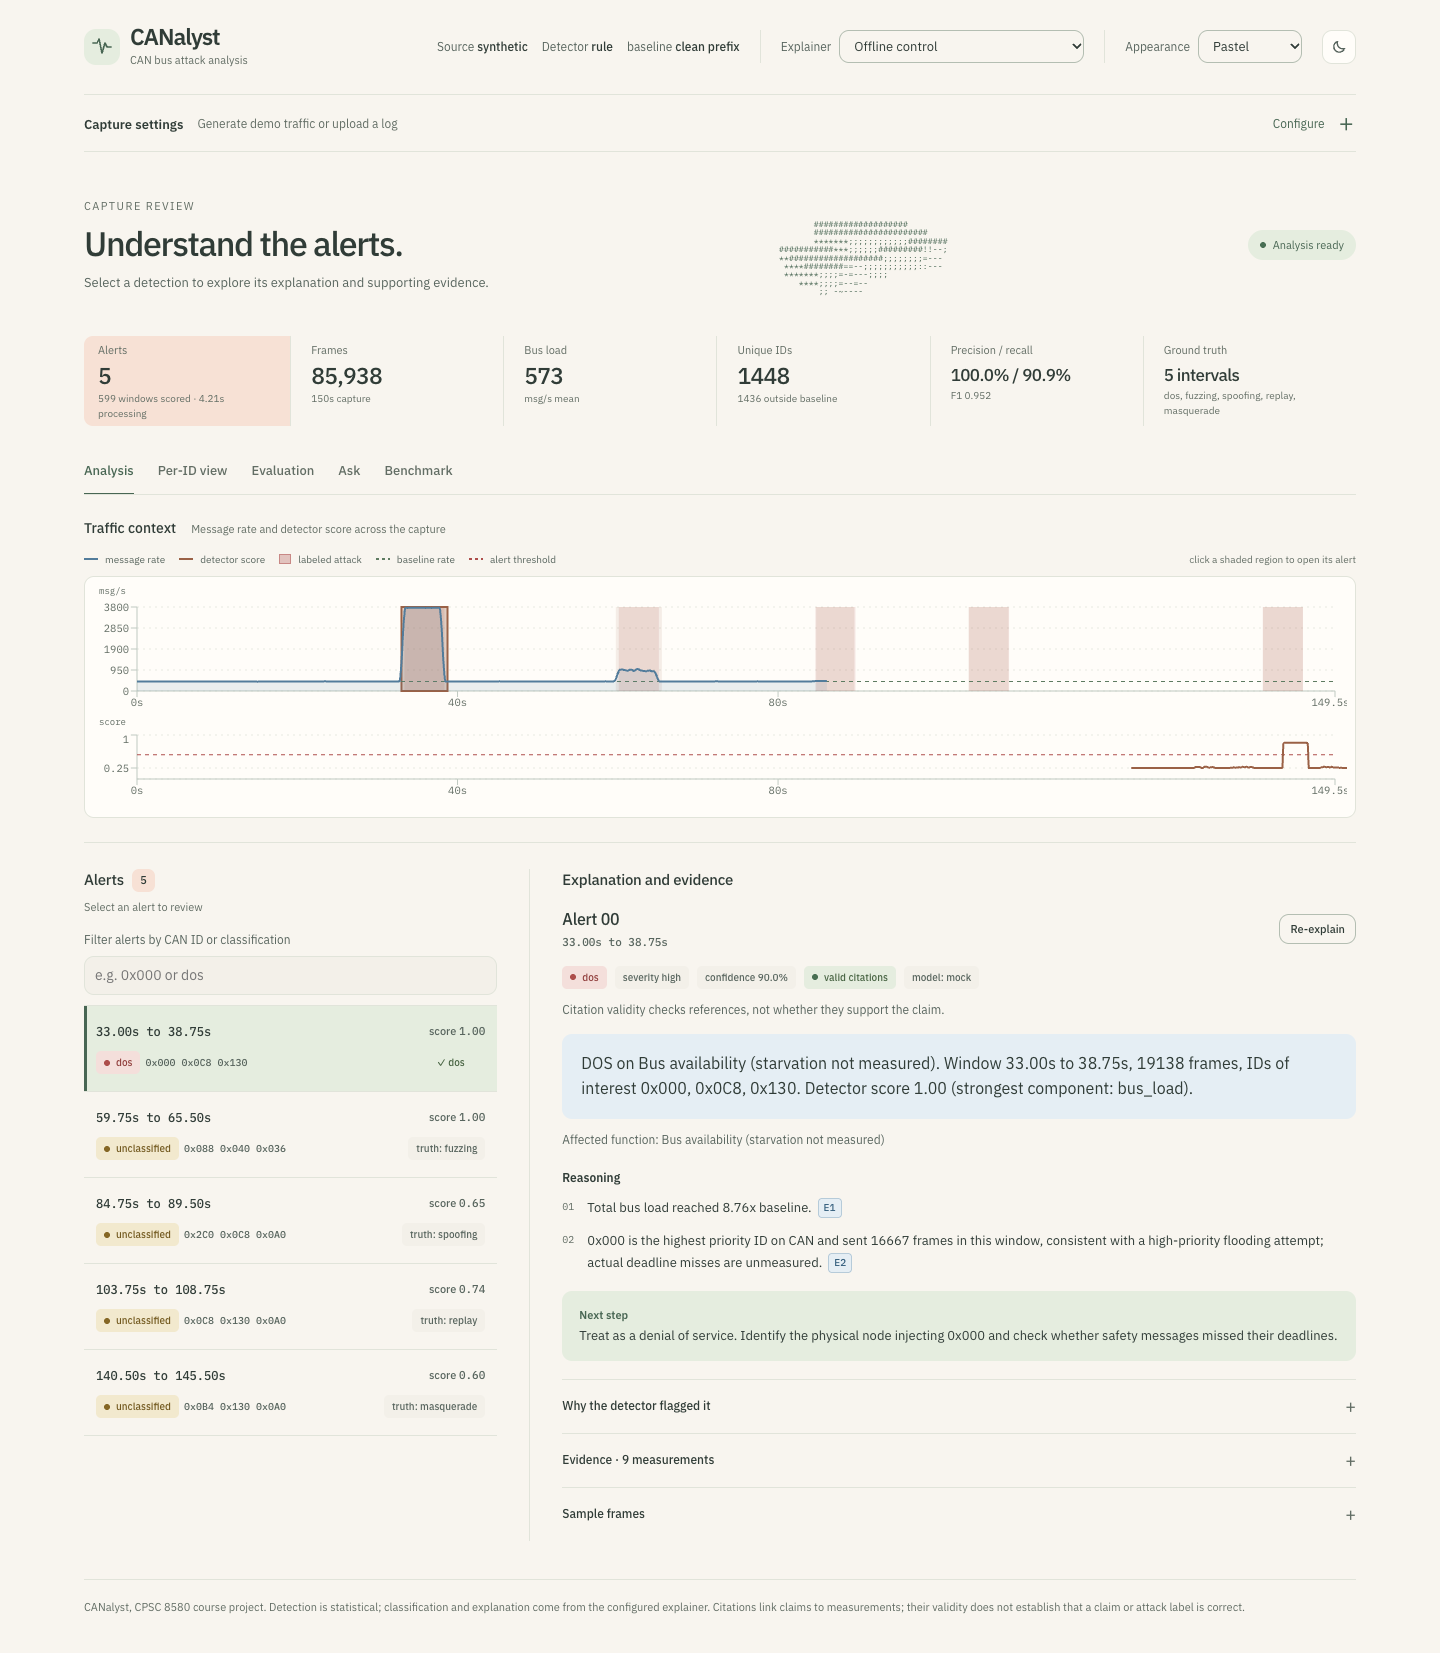 CANalyst
CAN bus attack analysis
Source synthetic Detector rule baseline clean prefix
Explainer Offline control
Appearance Pastel
Capture settings Generate demo traffic or upload a log
Configure +
CAPTURE REVIEW
Understand the alerts.
Select a detection to explore its explanation and supporting evidence.
Analysis ready
Alerts
5
599 windows scored · 4.21s
processing
Frames
85,938
150s capture
Bus load
573
msg/s mean
Unique IDs
1448
1436 outside baseline
Precision / recall
100.0% / 90.9%
F1 0.952
Ground truth
5 intervals
dos, fuzzing, spoofing, replay,
masquerade
Analysis Per-ID view Evaluation Ask Benchmark
Traffic context Message rate and detector score across the capture
message rate detector score labeled attack baseline rate alert threshold click a shaded region to open its alert
msg/s
3800
2850
1900
950
0
0s 40s 80s 149.5s
score
1
0.25
0s 40s 80s 149.5s
Alerts 5
Select an alert to review
Filter alerts by CAN ID or classification
e.g. 0x000 or dos
33.00s to 38.75s score 1.00
dos 0x000 0x0C8 0x130 ✓ dos
59.75s to 65.50s score 1.00
unclassified 0x088 0x040 0x036 truth: fuzzing
84.75s to 89.50s score 0.65
unclassified 0x2C0 0x0C8 0x0A0 truth: spoofing
103.75s to 108.75s score 0.74
unclassified 0x0C8 0x130 0x0A0 truth: replay
140.50s to 145.50s score 0.60
unclassified 0x0B4 0x130 0x0A0 truth: masquerade
Explanation and evidence
Alert 00
33.00s to 38.75s
Re-explain
dos severity high confidence 90.0% valid citations model: mock
Citation validity checks references, not whether they support the claim.
DOS on Bus availability (starvation not measured). Window 33.00s to 38.75s, 19138 frames, IDs of
interest 0x000, 0x0C8, 0x130. Detector score 1.00 (strongest component: bus_load).
Affected function: Bus availability (starvation not measured)
Reasoning
01 Total bus load reached 8.76x baseline. E1
02 0x000 is the highest priority ID on CAN and sent 16667 frames in this window, consistent with a high-priority flooding attempt;
actual deadline misses are unmeasured. E2
Next step
Treat as a denial of service. Identify the physical node injecting 0x000 and check whether safety messages missed their deadlines.
Why the detector flagged it +
Evidence · 9 measurements +
Sample frames +
CANalyst, CPSC 8580 course project. Detection is statistical; classification and explanation come from the configured explainer. Citations link claims to measurements; their validity does not establish that a claim or attack label is correct.